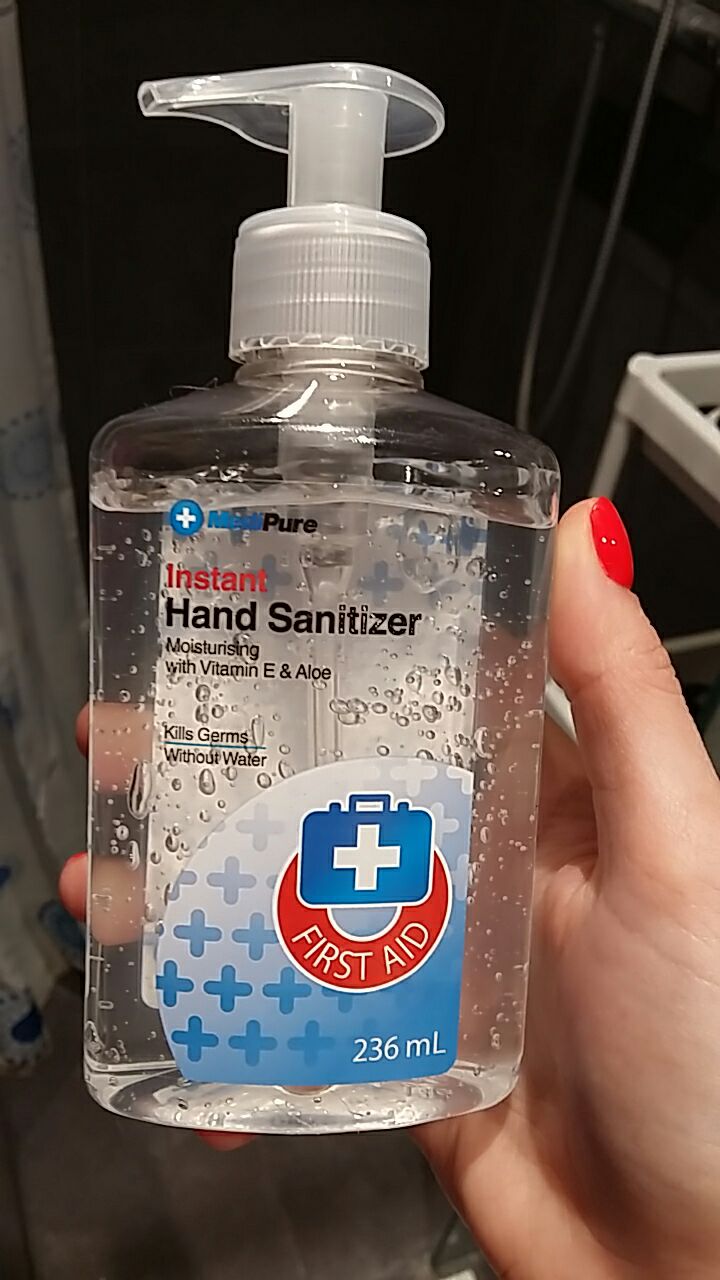 MediPure
Instant
Hand Sanitizer
Moisturising
with Vitamin E & Aloe
Kills Germs
Without Water
FIRST AID
236 mL